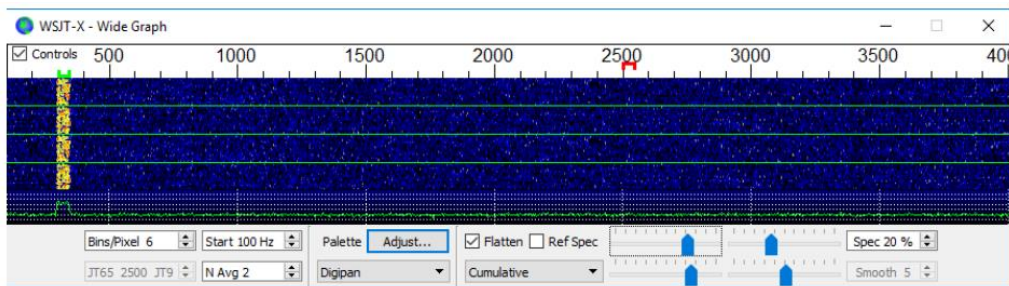 WSJT-X - Wide Graph
Controls 500 1000 1500 2000 2500 3000 3500 400
Bins/Pixel 6 Start 100 Hz Palette Adjust... Flatten Ref Spec Spec 20 %
JT65 2500 JT9 N Avg 2 Digipan Cumulative Smooth 5